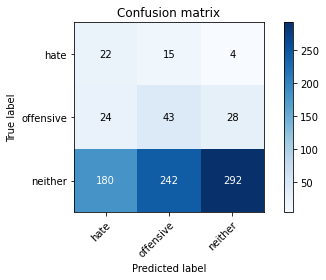 Confusion matrix
hate 22 15 4
offensive 24 43 28
neither 180 242 292
hate offensive neither
True label
Predicted label
250
200
150
100
50